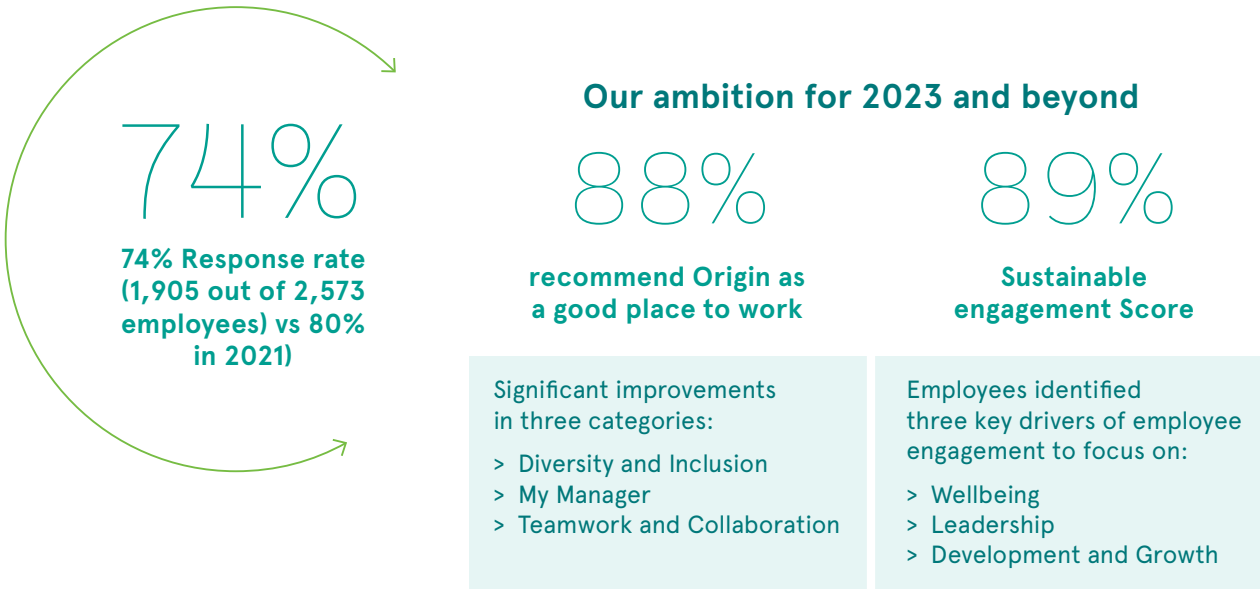 74%
74% Response rate
(1,905 out of 2,573
employees) vs 80%
in 2021)
Our ambition for 2023 and beyond
88%
recommend Origin as
a good place to work
Significant improvements
in three categories:
> Diversity and Inclusion
> My Manager
> Teamwork and Collaboration
89%
Sustainable
engagement Score
Employees identified
three key drivers of employee
engagement to focus on:
> Wellbeing
> Leadership
> Development and Growth